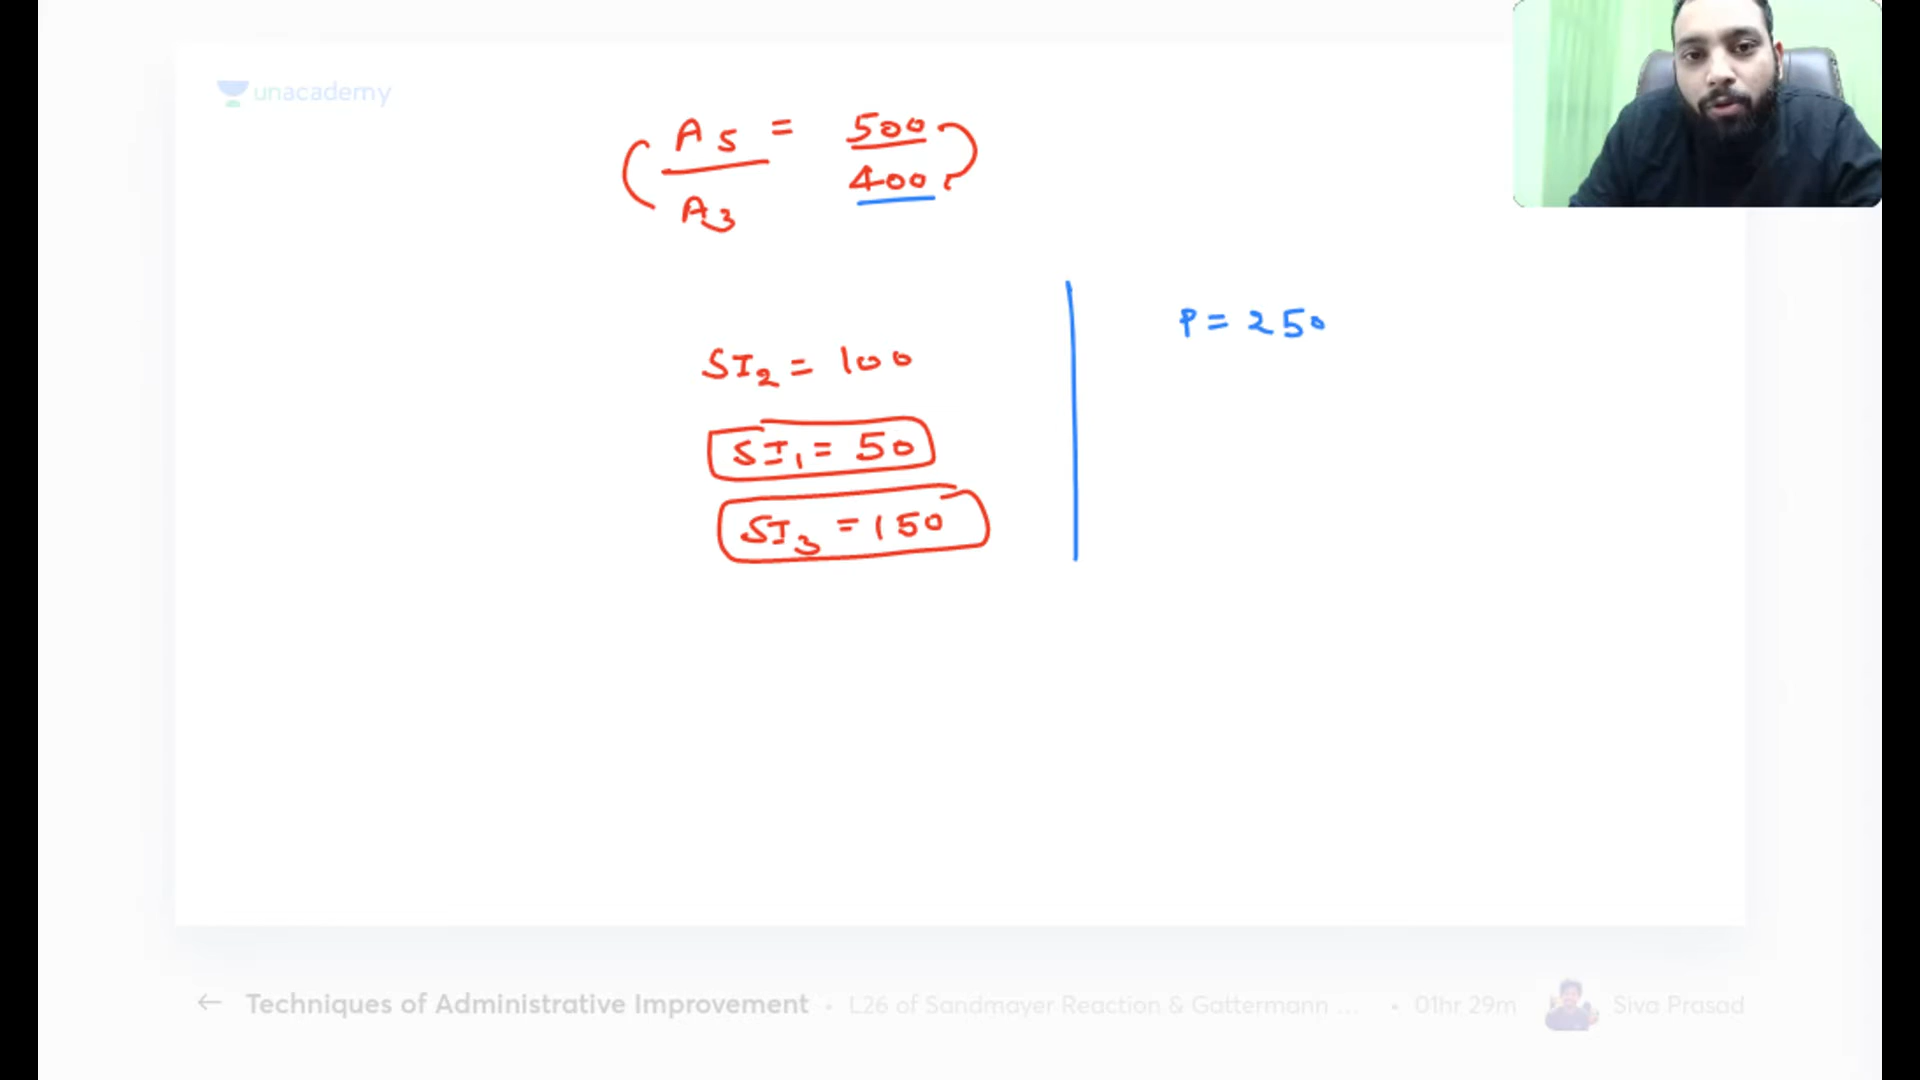 unacademy
A5 = 500
A3 400
P = 250
SI2 = 100
SI1 = 50
SI3 = 150
← Techniques of Administrative Improvement • L26 of Sandmayer Reaction & Gattermann ... • 01hr 29m Siva Prasad